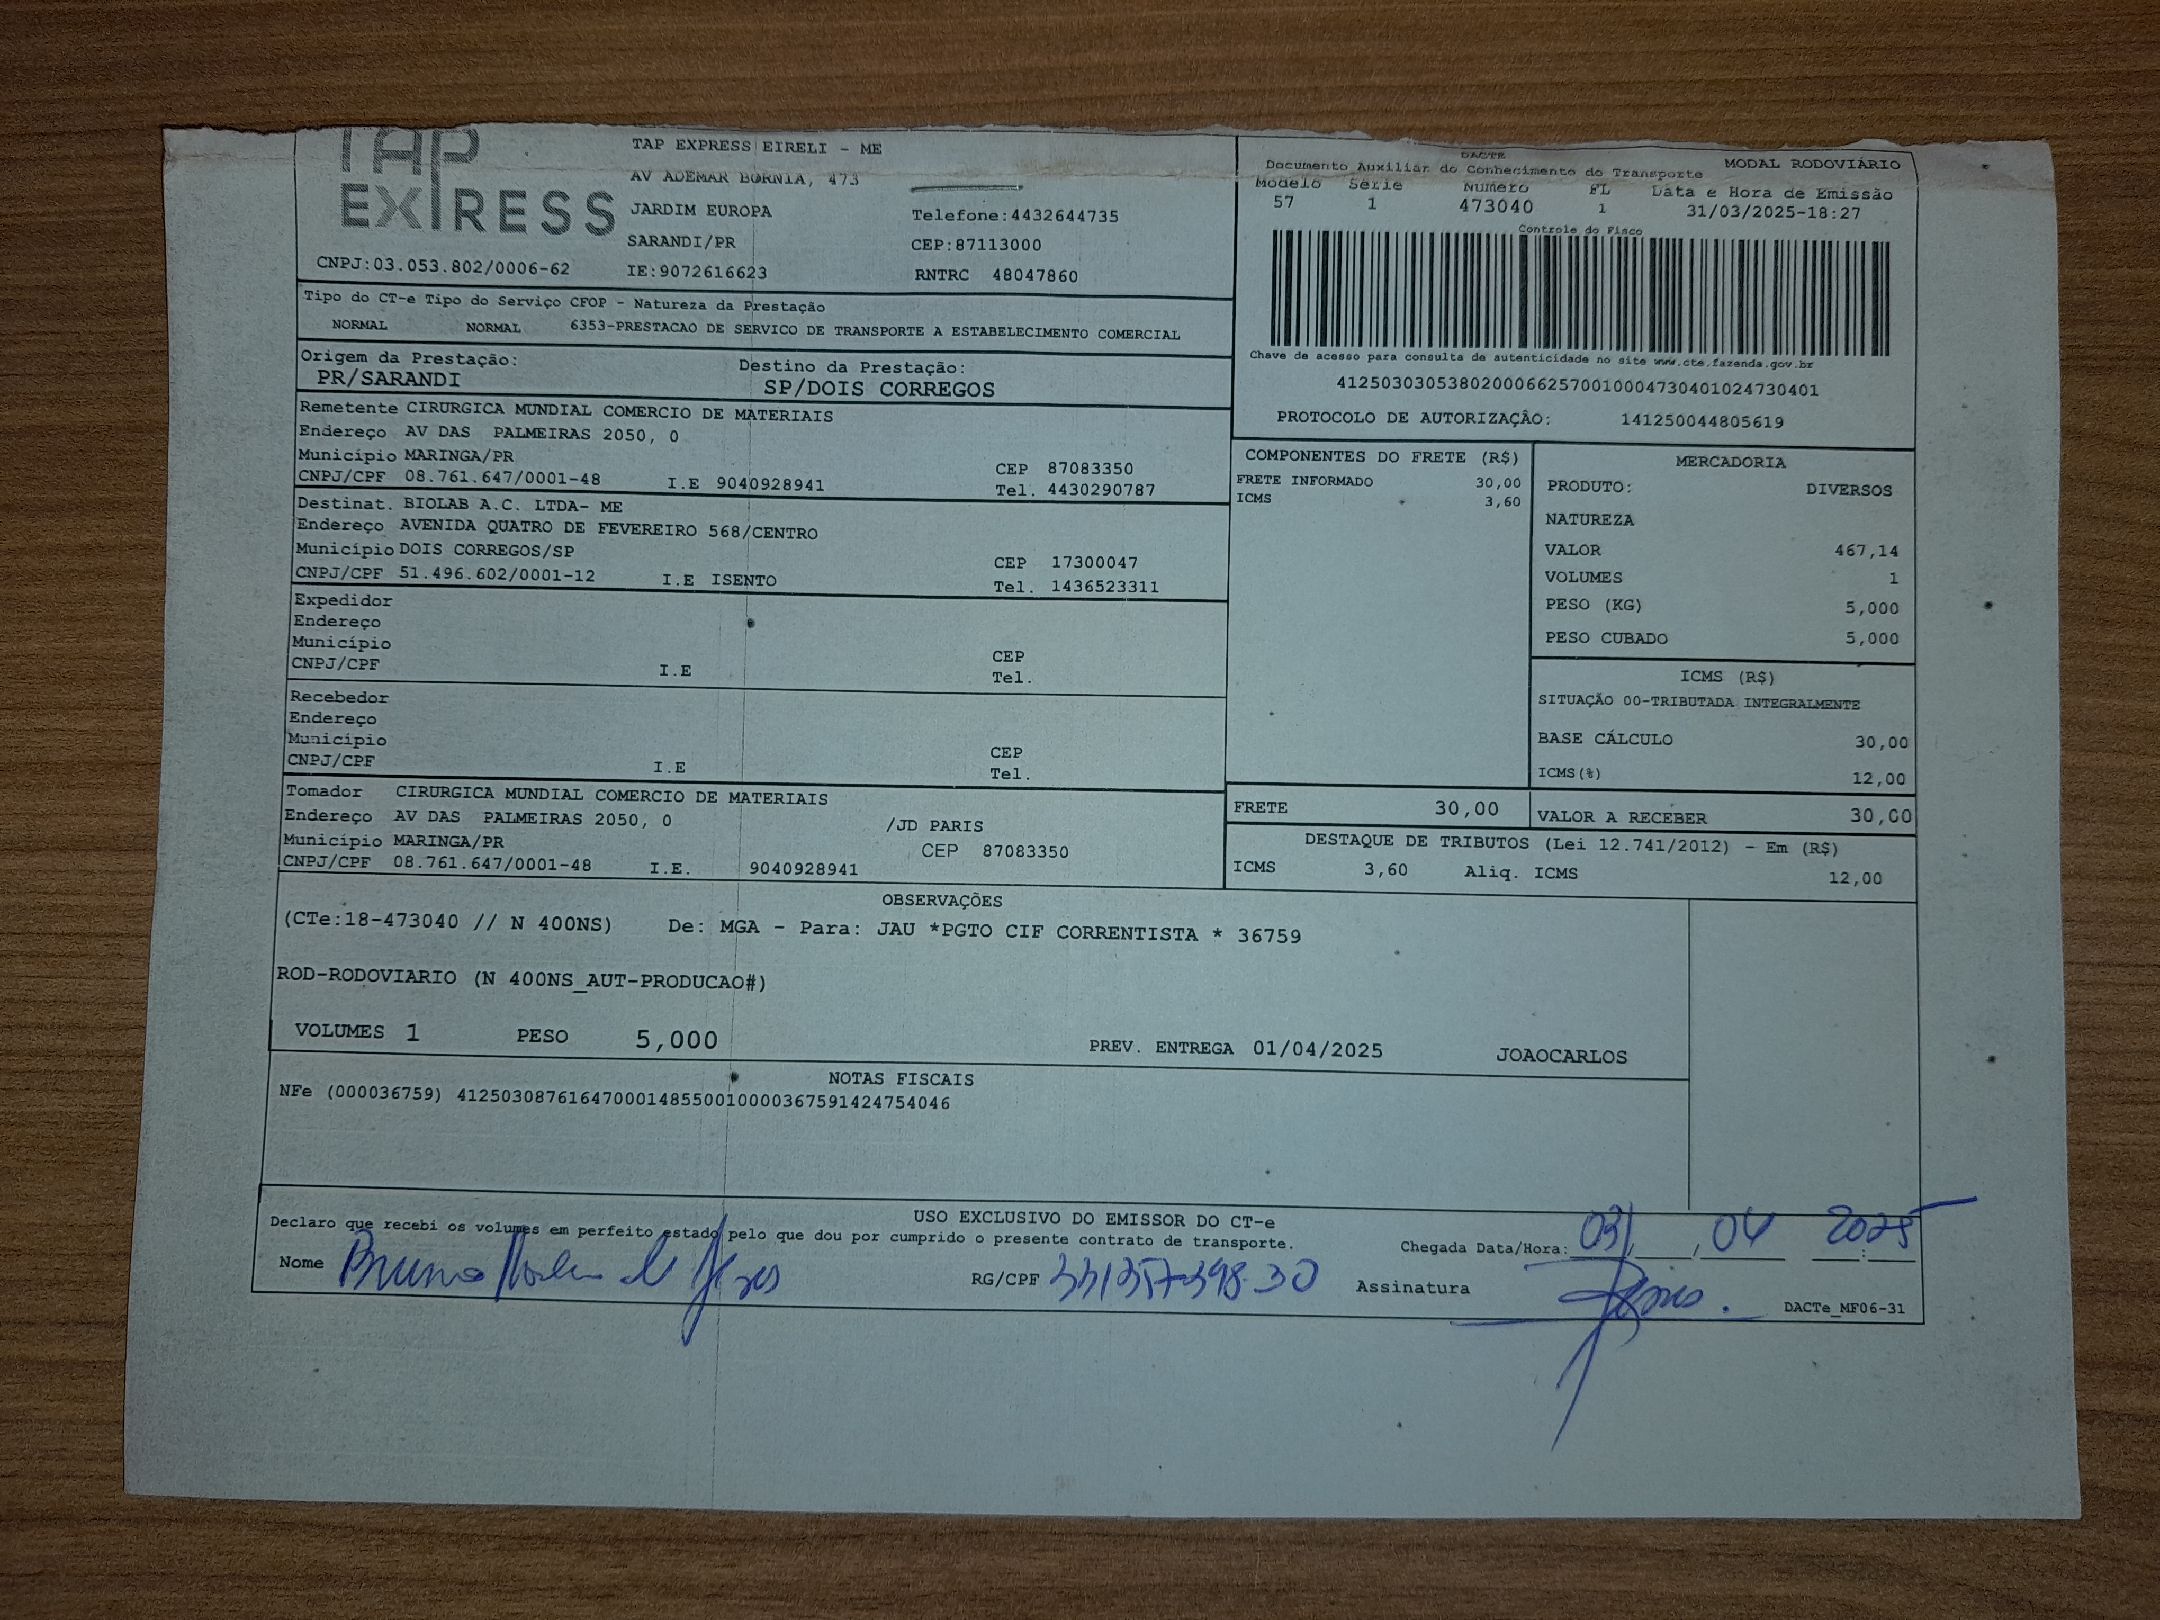 TAP EXPRESS
TAP EXPRESS EIRELI - ME
AV ADEMAR BORNIA, 473
JARDIM EUROPA Telefone:4432644735
SARANDI/PR CEP:87113000
CNPJ:03.053.802/0006-62 IE:9072616623 RNTRC 48047860
DACTE
Documento Auxiliar do Conhecimento do Transporte MODAL RODOVIÁRIO
Modelo Serie Numero FL Data e Hora de Emissão
57 1 473040 1 31/03/2025-18:27
Controle do Fisco
Chave de acesso para consulta de autenticidade no site www.cte.fazenda.gov.br
41250303053802000662570010004730401024730401
PROTOCOLO DE AUTORIZAÇÂO: 141250044805619
Tipo do CT-e Tipo do Serviço CFOP - Natureza da Prestação
NORMAL NORMAL 6353-PRESTACAO DE SERVICO DE TRANSPORTE A ESTABELECIMENTO COMERCIAL
Origem da Prestação: Destino da Prestação:
PR/SARANDI SP/DOIS CORREGOS
Remetente CIRURGICA MUNDIAL COMERCIO DE MATERIAIS
Endereço AV DAS PALMEIRAS 2050, 0
Município MARINGA/PR CEP 87083350
CNPJ/CPF 08.761.647/0001-48 I.E 9040928941 Tel. 4430290787
Destinat. BIOLAB A.C. LTDA- ME
Endereço AVENIDA QUATRO DE FEVEREIRO 568/CENTRO
Município DOIS CORREGOS/SP CEP 17300047
CNPJ/CPF 51.496.602/0001-12 I.E ISENTO Tel. 1436523311
Expedidor
Endereço
Município CEP
CNPJ/CPF I.E Tel.
Recebedor
Endereço
Município CEP
CNPJ/CPF I.E Tel.
Tomador CIRURGICA MUNDIAL COMERCIO DE MATERIAIS
Endereço AV DAS PALMEIRAS 2050, 0 /JD PARIS
Município MARINGA/PR CEP 87083350
CNPJ/CPF 08.761.647/0001-48 I.E. 9040928941
COMPONENTES DO FRETE (R$)
FRETE INFORMADO 30,00
ICMS 3,60
MERCADORIA
PRODUTO: DIVERSOS
NATUREZA
VALOR 467,14
VOLUMES 1
PESO (KG) 5,000
PESO CUBADO 5,000
ICMS (R$)
SITUAÇÃO 00-TRIBUTADA INTEGRALMENTE
BASE CÁLCULO 30,00
ICMS(%) 12,00
FRETE 30,00 VALOR A RECEBER 30,00
DESTAQUE DE TRIBUTOS (Lei 12.741/2012) - Em (R$)
ICMS 3,60 Aliq. ICMS 12,00
OBSERVAÇÕES
(CTe:18-473040 // N 400NS) De: MGA - Para: JAU *PGTO CIF CORRENTISTA * 36759
ROD-RODOVIARIO (N 400NS_AUT-PRODUCAO#)
VOLUMES 1 PESO 5,000 PREV. ENTREGA 01/04/2025 JOAOCARLOS
NOTAS FISCAIS
NFe (000036759) 41250308761647000148550010000367591424754046
USO EXCLUSIVO DO EMISSOR DO CT-e
Declaro que recebi os volumes em perfeito estado pelo que dou por cumprido o presente contrato de transporte.
Chegada Data/Hora: 03/ 04 2025
Nome Bruno RG/CPF Assinatura
DACTe_MF06-31